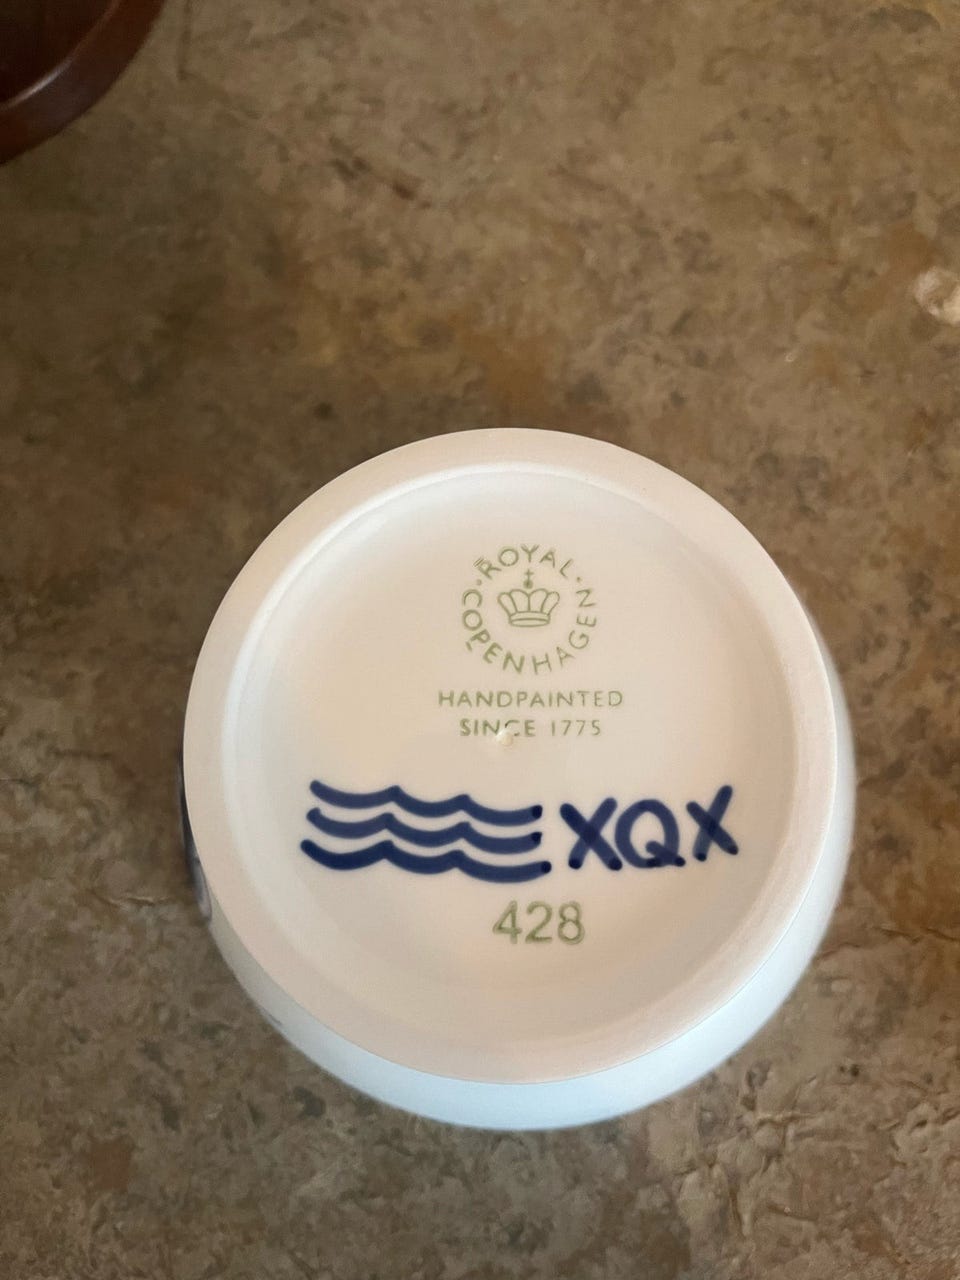 ROYAL
COPENHAGEN
HANDPAINTED
SINCE 1775
XQX
428